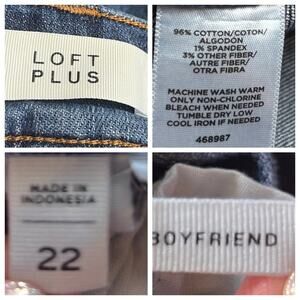 LOFT
PLUS
96% COTTON/COTON/
ALGODÓN
1% SPANDEX
3% OTHER FIBER/
AUTRE FIBER/
OTRA FIBRA
MACHINE WASH WARM
ONLY NON-CHLORINE
BLEACH WHEN NEEDED
TUMBLE DRY LOW
COOL IRON IF NEEDED
468987
MADE IN
INDONESIA
22
BOYFRIEND